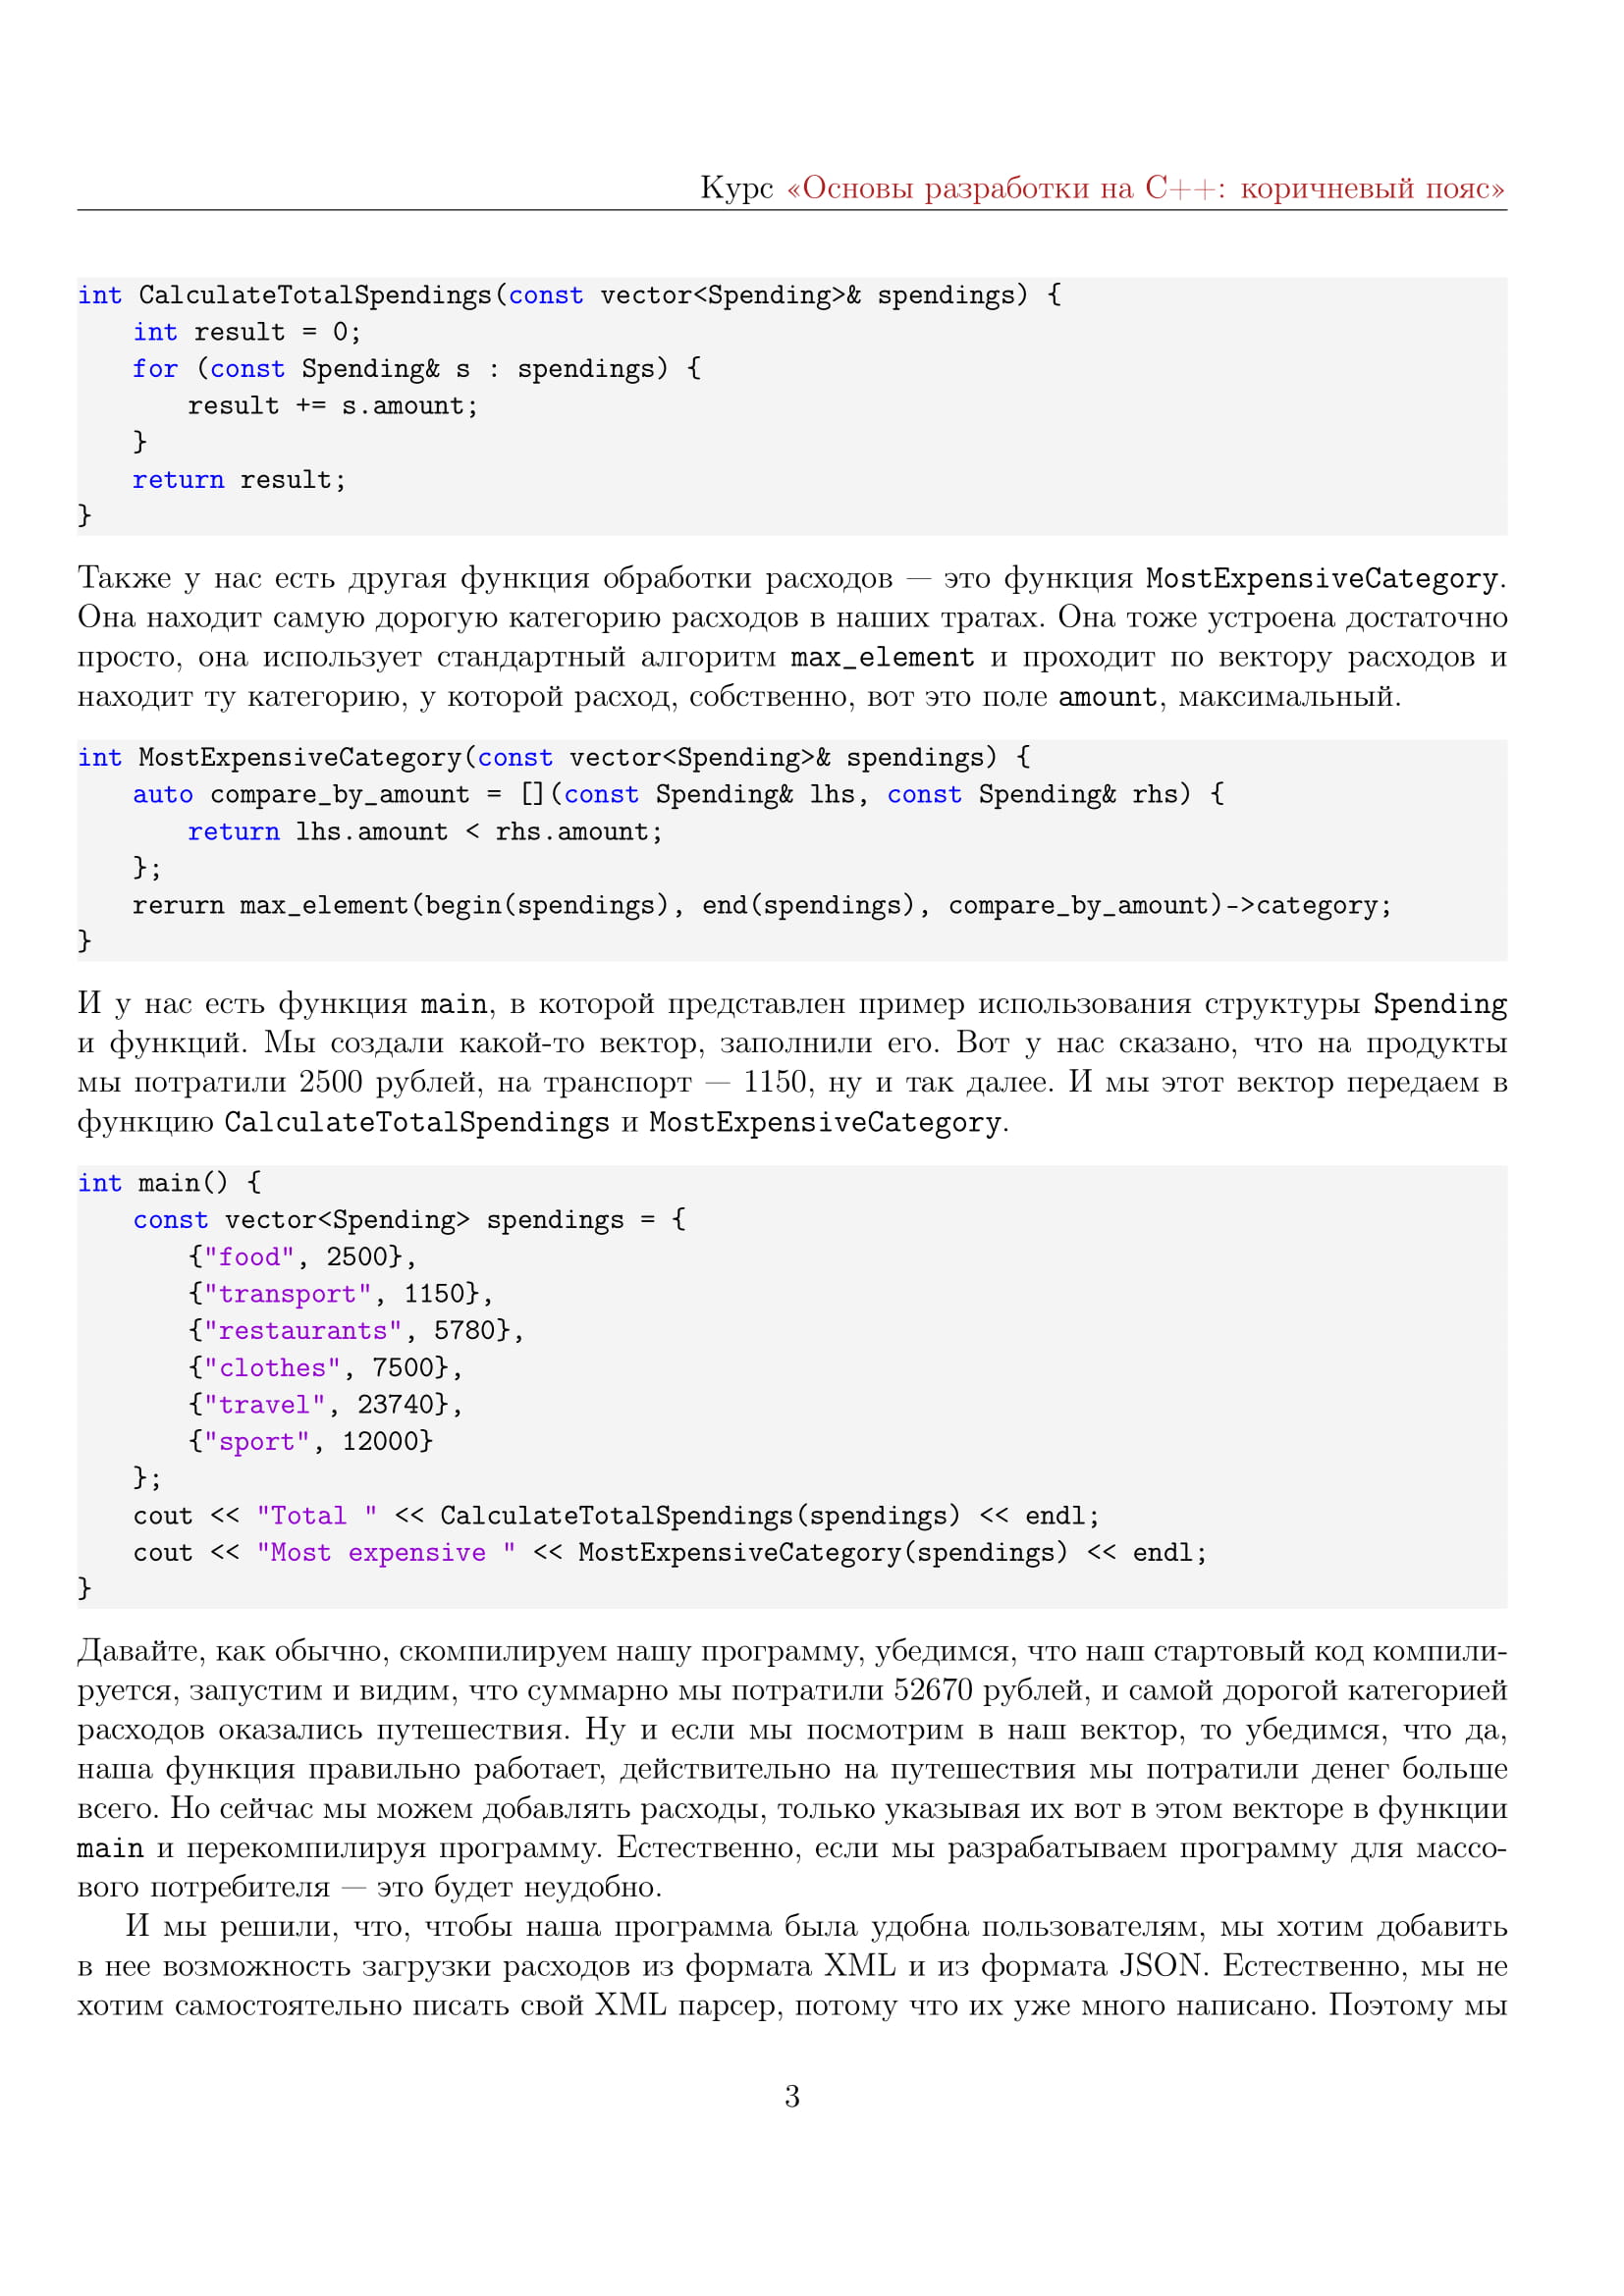 Курс «Основы разработки на C++: коричневый пояс»
int CalculateTotalSpendings(const vector<Spending>& spendings) {
int result = 0;
for (const Spending& s : spendings) {
result += s.amount;
}
return result;
}
Также у нас есть другая функция обработки расходов — это функция MostExpensiveCategory.
Она находит самую дорогую категорию расходов в наших тратах. Она тоже устроена достаточно
просто, она использует стандартный алгоритм max_element и проходит по вектору расходов и
находит ту категорию, у которой расход, собственно, вот это поле amount, максимальный.
int MostExpensiveCategory(const vector<Spending>& spendings) {
auto compare_by_amount = [](const Spending& lhs, const Spending& rhs) {
return lhs.amount < rhs.amount;
};
rerurn max_element(begin(spendings), end(spendings), compare_by_amount)->category;
}
И у нас есть функция main, в которой представлен пример использования структуры Spending
и функций. Мы создали какой-то вектор, заполнили его. Вот у нас сказано, что на продукты
мы потратили 2500 рублей, на транспорт — 1150, ну и так далее. И мы этот вектор передаем в
функцию CalculateTotalSpendings и MostExpensiveCategory.
int main() {
const vector<Spending> spendings = {
{"food", 2500},
{"transport", 1150},
{"restaurants", 5780},
{"clothes", 7500},
{"travel", 23740},
{"sport", 12000}
};
cout << "Total " << CalculateTotalSpendings(spendings) << endl;
cout << "Most expensive " << MostExpensiveCategory(spendings) << endl;
}
Давайте, как обычно, скомпилируем нашу программу, убедимся, что наш стартовый код компили-
руется, запустим и видим, что суммарно мы потратили 52670 рублей, и самой дорогой категорией
расходов оказались путешествия. Ну и если мы посмотрим в наш вектор, то убедимся, что да,
наша функция правильно работает, действительно на путешествия мы потратили денег больше
всего. Но сейчас мы можем добавлять расходы, только указывая их вот в этом векторе в функции
main и перекомпилируя программу. Естественно, если мы разрабатываем программу для массо-
вого потребителя — это будет неудобно.
И мы решили, что, чтобы наша программа была удобна пользователям, мы хотим добавить
в нее возможность загрузки расходов из формата XML и из формата JSON. Естественно, мы не
хотим самостоятельно писать свой XML парсер, потому что их уже много написано. Поэтому мы
3